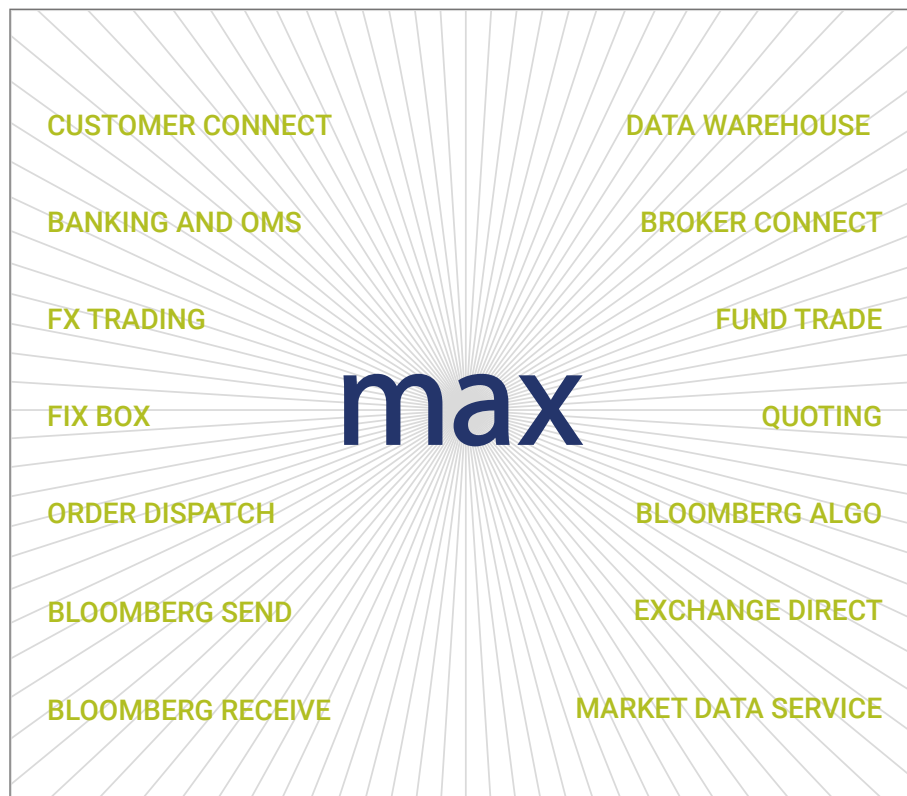 CUSTOMER CONNECT
DATA WAREHOUSE
BANKING AND OMS
BROKER CONNECT
FX TRADING
FUND TRADE
max
FIX BOX
QUOTING
ORDER DISPATCH
BLOOMBERG ALGO
BLOOMBERG SEND
EXCHANGE DIRECT
BLOOMBERG RECEIVE
MARKET DATA SERVICE